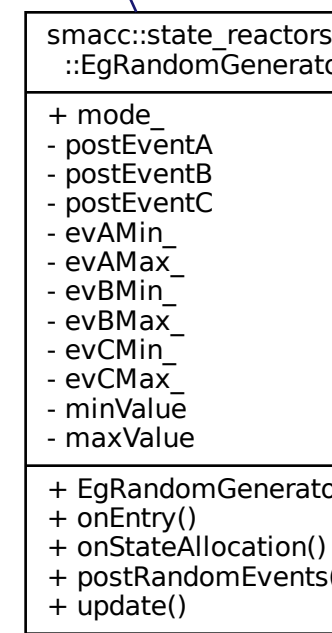 smacc::state_reactors
::EgRandomGenerato
+ mode_
- postEventA
- postEventB
- postEventC
- evAMin_
- evAMax_
- evBMin_
- evBMax_
- evCMin_
- evCMax_
- minValue
- maxValue
+ EgRandomGenerato
+ onEntry()
+ onStateAllocation()
+ postRandomEvents(
+ update()